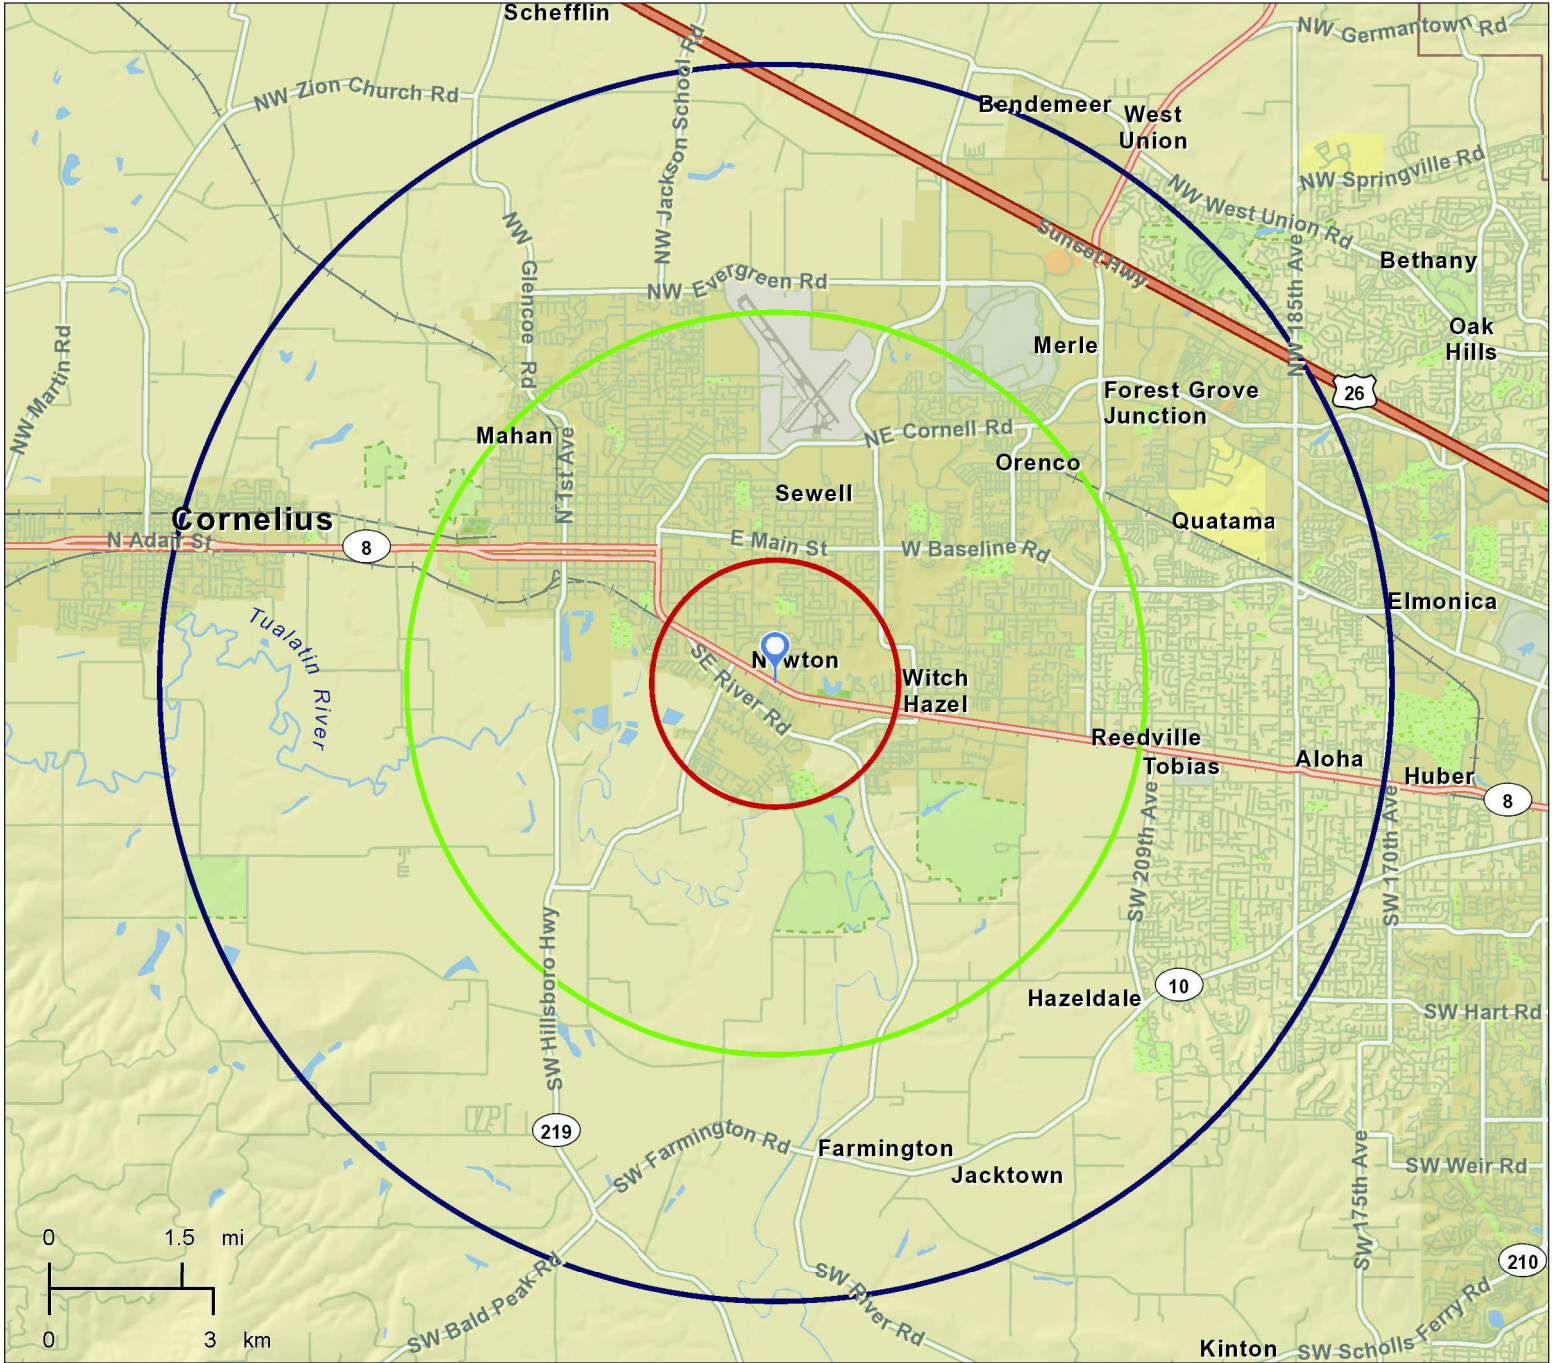 Schefflin
NW Germantown Rd
NW Zion Church Rd
NW Jackson School Rd
Bendemeer
West
Union
NW Springville Rd
NW West Union Rd
NW Glencoe Rd
Sunset Hwy
Bethany
NW Evergreen Rd
NW 185th Ave
Oak
Hills
NW Martin Rd
Merle
26
Forest Grove
Junction
Mahan
N 1st Ave
NE Cornell Rd
Orenco
Sewell
Cornelius
Quatama
N Adair St
8
E Main St
W Baseline Rd
Elmonica
Tualatin River
Newton
SE River Rd
Witch
Hazel
Reedville
Tobias
Aloha
Huber
8
SW 209th Ave
SW 170th Ave
SW Hillsboro Hwy
10
Hazeldale
SW Hart Rd
219
SW Farmington Rd
Farmington
Jacktown
SW Weir Rd
SW 175th Ave
0 1.5 mi
0 3 km
SW Bald Peak Rd
SW River Rd
210
Kinton
SW Scholls Ferry Rd